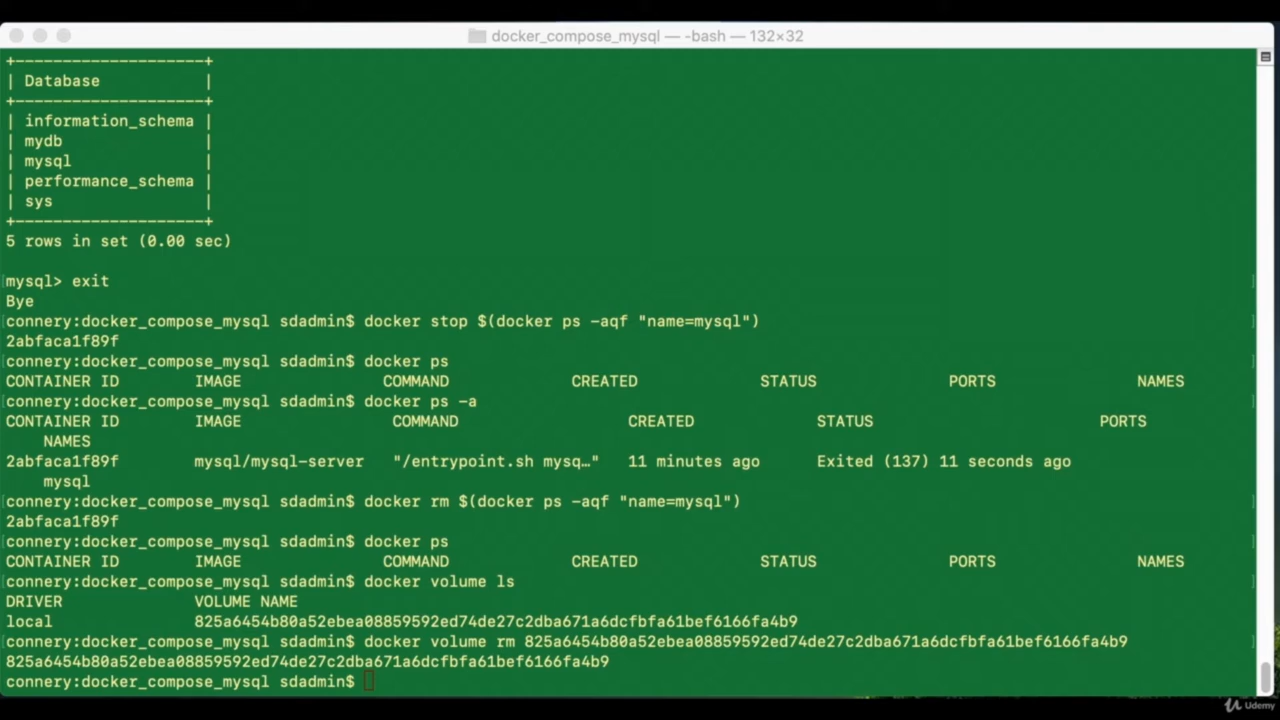 docker_compose_mysql — -bash — 132×32
+--------------------+
| Database           |
+--------------------+
| information_schema |
| mydb               |
| mysql              |
| performance_schema |
| sys                |
+--------------------+
5 rows in set (0.00 sec)
mysql> exit
Bye
connery:docker_compose_mysql sdadmin$ docker stop $(docker ps -aqf "name=mysql")
2abfaca1f89f
connery:docker_compose_mysql sdadmin$ docker ps
CONTAINER ID        IMAGE               COMMAND             CREATED             STATUS              PORTS               NAMES
connery:docker_compose_mysql sdadmin$ docker ps -a
CONTAINER ID        IMAGE                COMMAND                  CREATED             STATUS                        PORTS
    NAMES
2abfaca1f89f        mysql/mysql-server   "/entrypoint.sh mysq…"   11 minutes ago      Exited (137) 11 seconds ago
    mysql
connery:docker_compose_mysql sdadmin$ docker rm $(docker ps -aqf "name=mysql")
2abfaca1f89f
connery:docker_compose_mysql sdadmin$ docker ps
CONTAINER ID        IMAGE               COMMAND             CREATED             STATUS              PORTS               NAMES
connery:docker_compose_mysql sdadmin$ docker volume ls
DRIVER              VOLUME NAME
local               825a6454b80a52ebea08859592ed74de27c2dba671a6dcfbfa61bef6166fa4b9
connery:docker_compose_mysql sdadmin$ docker volume rm 825a6454b80a52ebea08859592ed74de27c2dba671a6dcfbfa61bef6166fa4b9
825a6454b80a52ebea08859592ed74de27c2dba671a6dcfbfa61bef6166fa4b9
connery:docker_compose_mysql sdadmin$
Udemy